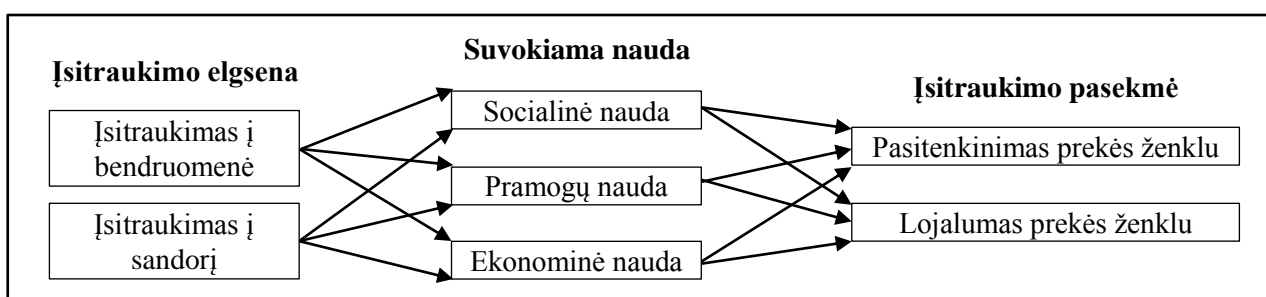 Įsitraukimo elgsena
Įsitraukimas į
bendruomenė
Įsitraukimas į
sandorį
Suvokiama nauda
Socialinė nauda
Pramogų nauda
Ekonominė nauda
Įsitraukimo pasekmė
Pasitenkinimas prekės ženklu
Lojalumas prekės ženklu